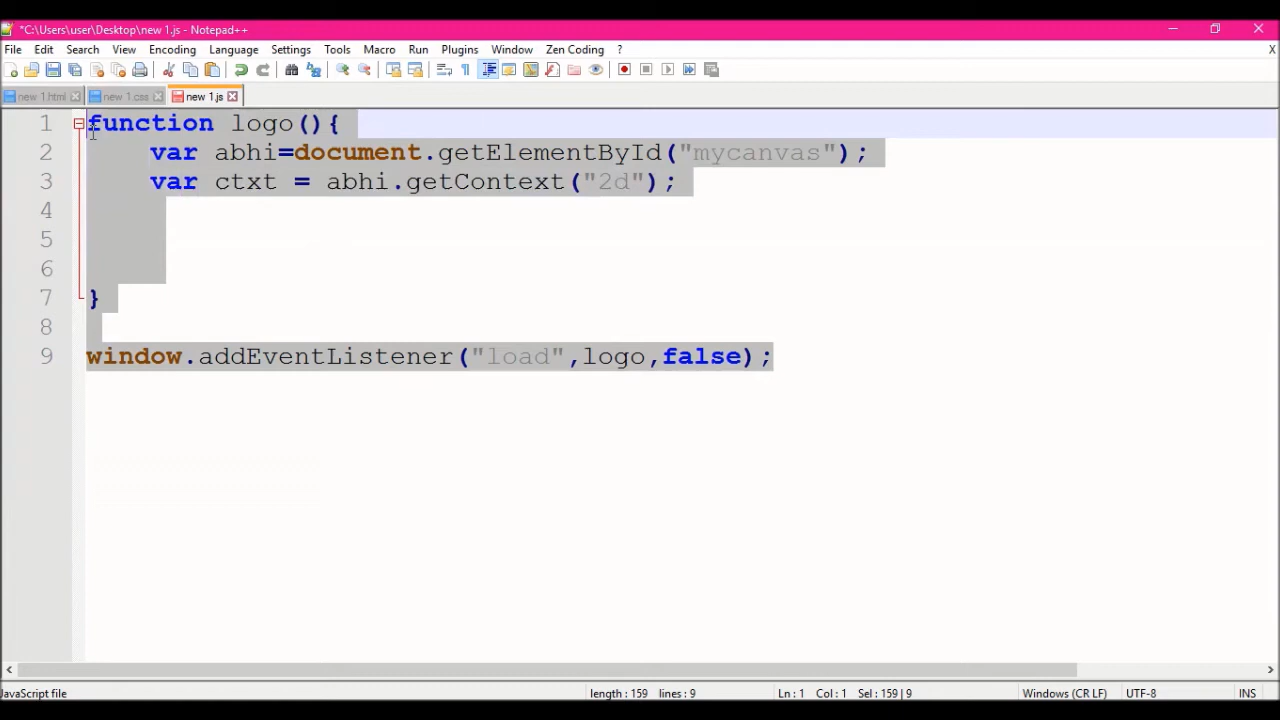 *C:\Users\user\Desktop\new 1.js - Notepad++
File Edit Search View Encoding Language Settings Tools Macro Run Plugins Window Zen Coding ? X
new 1.html new 1.css new 1.js
1 function logo(){
2 var abhi=document.getElementById("mycanvas");
3 var ctxt = abhi.getContext("2d");
4
5
6
7 }
8
9 window.addEventListener("load",logo,false);
JavaScript file length : 159 lines : 9 Ln : 1 Col : 1 Sel : 159 | 9 Windows (CR LF) UTF-8 INS